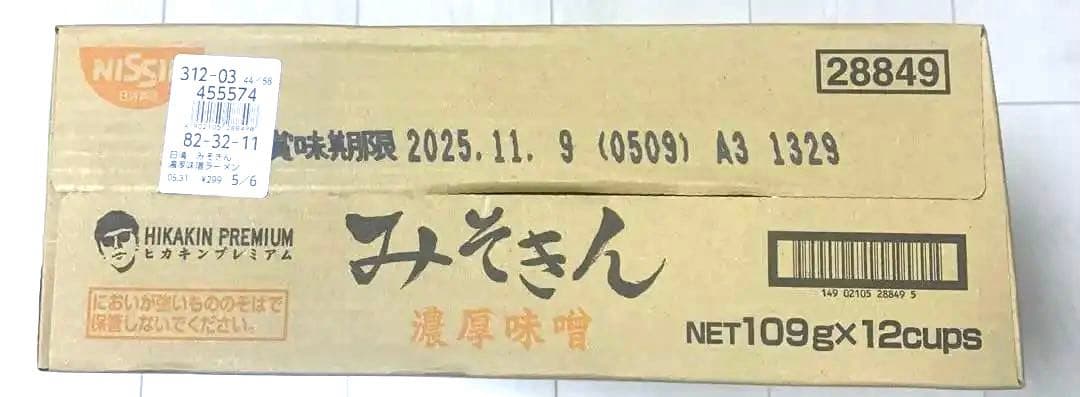 NISSIN
312-03 44/58
455574
82-32-11
日清 みそきん
濃厚味噌ラーメン
05.31 ¥299 5/6
28849
賞味期限 2025.11. 9 (0509) A3 1329
HIKAKIN PREMIUM
ヒカキンプレミアム
みそきん
濃厚味噌
においが強いもののそばで
保管しないでください。
149 02105 28849 5
NET109g×12cups